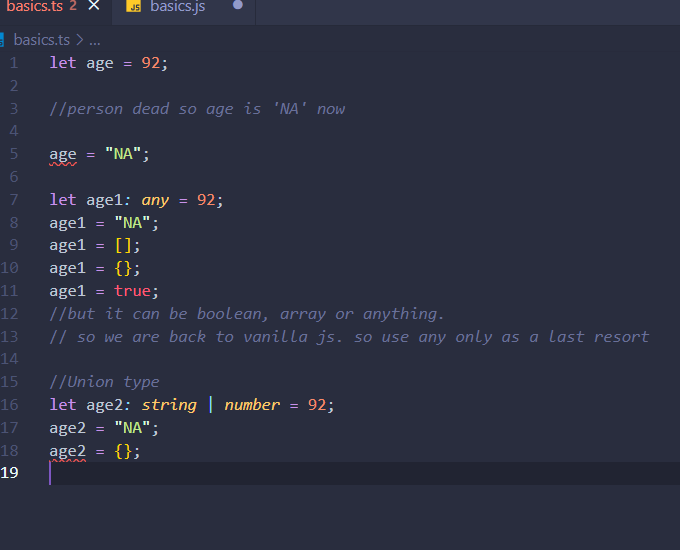 basics.ts 2 × JS basics.js ●
basics.ts > ...
1 let age = 92;
2
3 //person dead so age is 'NA' now
4
5 age = "NA";
6
7 let age1: any = 92;
8 age1 = "NA";
9 age1 = [];
10 age1 = {};
11 age1 = true;
12 //but it can be boolean, array or anything.
13 // so we are back to vanilla js. so use any only as a last resort
14
15 //Union type
16 let age2: string | number = 92;
17 age2 = "NA";
18 age2 = {};
19